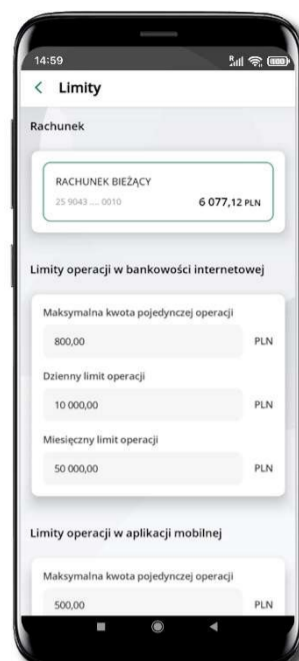 14:59
Limity
Rachunek
RACHUNEK BIEŻĄCY
25 9043 .... 0010 6 077,12 PLN
Limity operacji w bankowości internetowej
Maksymalna kwota pojedynczej operacji
800,00 PLN
Dzienny limit operacji
10 000,00 PLN
Miesięczny limit operacji
50 000,00 PLN
Limity operacji w aplikacji mobilnej
Maksymalna kwota pojedynczej operacji
500,00 PLN